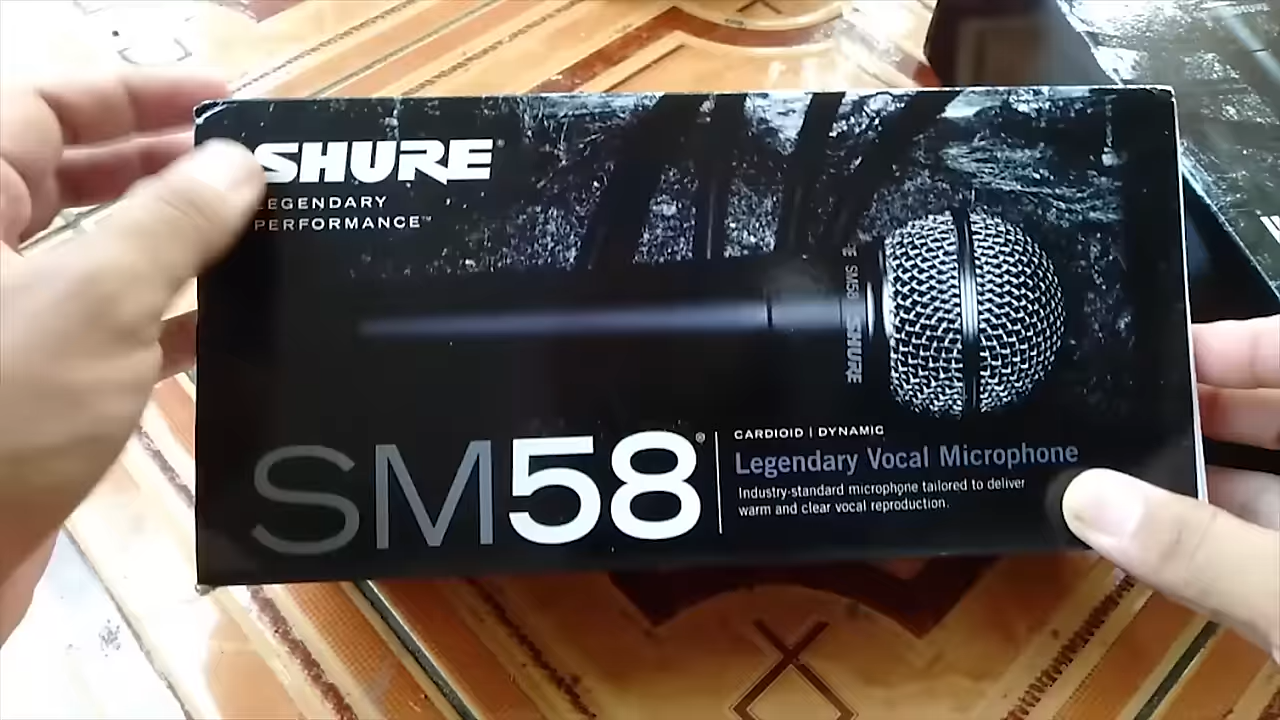 SHURE®
LEGENDARY
PERFORMANCE™
SM58
SHURE
SM58®
CARDIOID | DYNAMIC
Legendary Vocal Microphone
Industry-standard microphone tailored to deliver
warm and clear vocal reproduction.